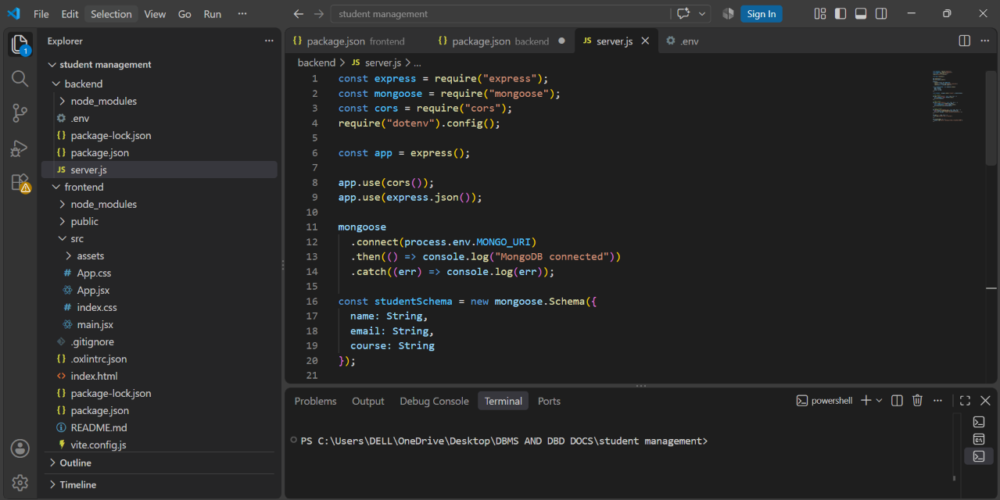 File Edit Selection View Go Run ···
student management
Sign In
Explorer ···
1
student management
backend
node_modules
.env
{} package-lock.json
{} package.json
JS server.js
frontend
node_modules
public
src
assets
# App.css
App.jsx
# index.css
main.jsx
.gitignore
{} .oxlintrc.json
<> index.html
{} package-lock.json
{} package.json
README.md
vite.config.js
Outline
Timeline
{} package.json frontend
{} package.json backend
JS server.js
.env
backend > JS server.js > ...
1 const express = require("express");
2 const mongoose = require("mongoose");
3 const cors = require("cors");
4 require("dotenv").config();
5
6 const app = express();
7
8 app.use(cors());
9 app.use(express.json());
10
11 mongoose
12 .connect(process.env.MONGO_URI)
13 .then(() => console.log("MongoDB connected"))
14 .catch((err) => console.log(err));
15
16 const studentSchema = new mongoose.Schema({
17 name: String,
18 email: String,
19 course: String
20 });
21
Problems Output Debug Console Terminal Ports
powershell
PS C:\Users\DELL\OneDrive\Desktop\DBMS AND DBD DOCS\student management>